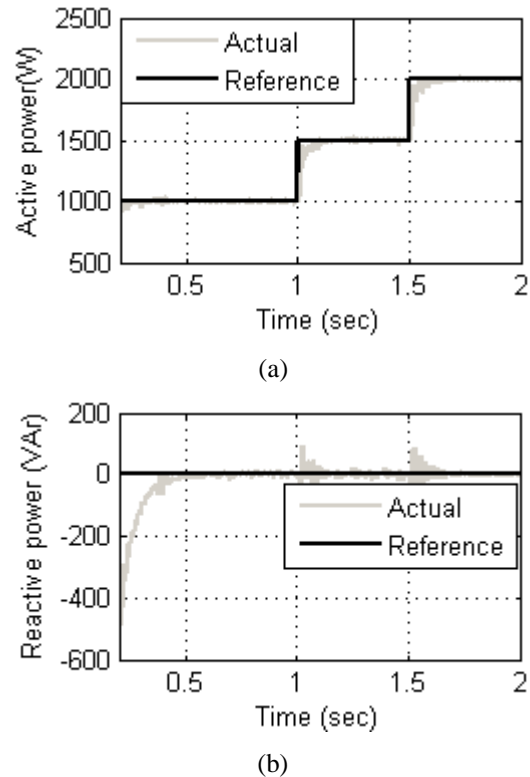 2500
Actual
Reference
2000
1500
1000
500
Active power(W)
0.5 1 1.5 2
Time (sec)
(a)
200
0
-200
-400
-600
Actual
Reference
Reactive power (VAr)
0.5 1 1.5 2
Time (sec)
(b)